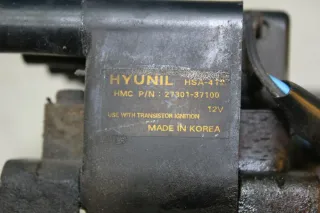 HYUNIL HSA-41
HMC P/N : 27301-37100
12V
USE WITH TRANSISTOR IGNITION
MADE IN KOREA